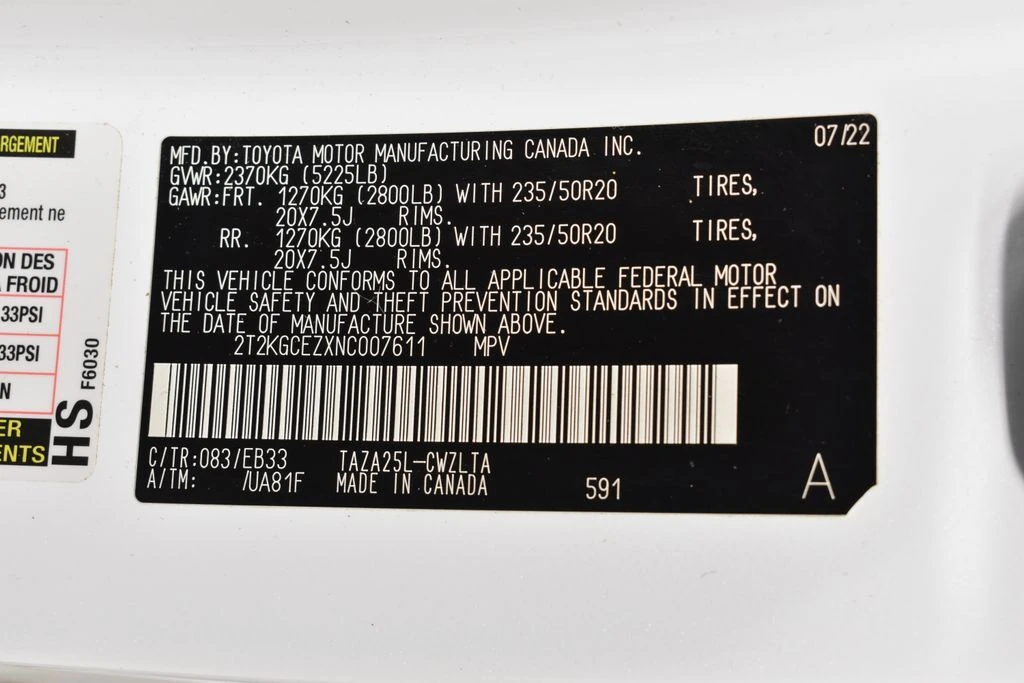 RGEMENT
3
ement ne
ON DES
A FROID
33PSI
33PSI
N
ER
ENTS
HS F6030
07/22
MFD.BY:TOYOTA MOTOR MANUFACTURING CANADA INC.
GVWR:2370KG (5225LB)
GAWR:FRT. 1270KG (2800LB) WITH 235/50R20 TIRES,
20X7.5J RIMS.
RR. 1270KG (2800LB) WITH 235/50R20 TIRES,
20X7.5J RIMS.
THIS VEHICLE CONFORMS TO ALL APPLICABLE FEDERAL MOTOR
VEHICLE SAFETY AND THEFT PREVENTION STANDARDS IN EFFECT ON
THE DATE OF MANUFACTURE SHOWN ABOVE.
2T2KGCEZXNC007611 MPV
C/TR:083/EB33 TAZA25L-CWZLTA
A/TM: /UA81F MADE IN CANADA 591 A